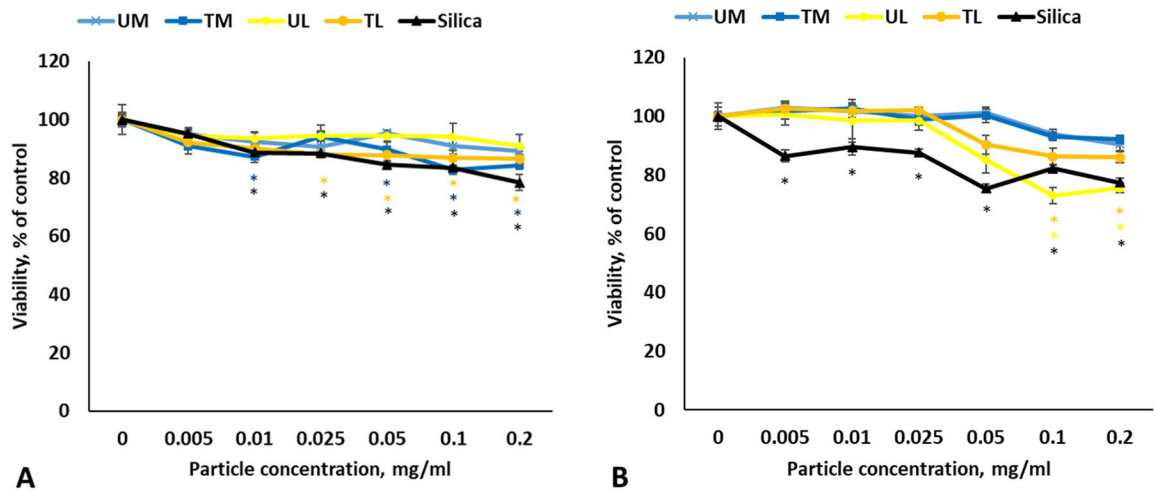 UM TM UL TL Silica
120
100
80
60
40
20
0
Viability, % of control
* * * * *
* * * * *
* *
0 0.005 0.01 0.025 0.05 0.1 0.2
Particle concentration, mg/ml
A
UM TM UL TL Silica
120
100
80
60
40
20
0
Viability, % of control
* * * * * *
* *
* *
0 0.005 0.01 0.025 0.05 0.1 0.2
Particle concentration, mg/ml
B